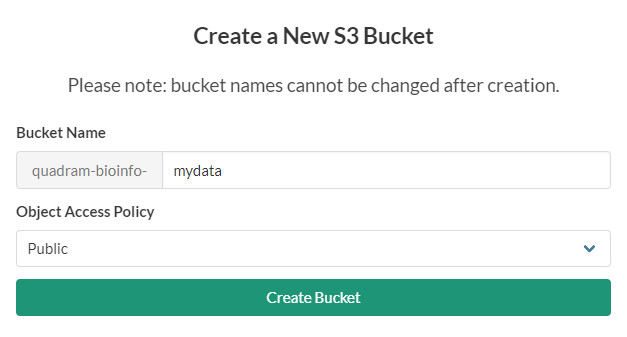 Create a New S3 Bucket
Please note: bucket names cannot be changed after creation.
Bucket Name
quadram-bioinfo- mydata
Object Access Policy
Public
Create Bucket